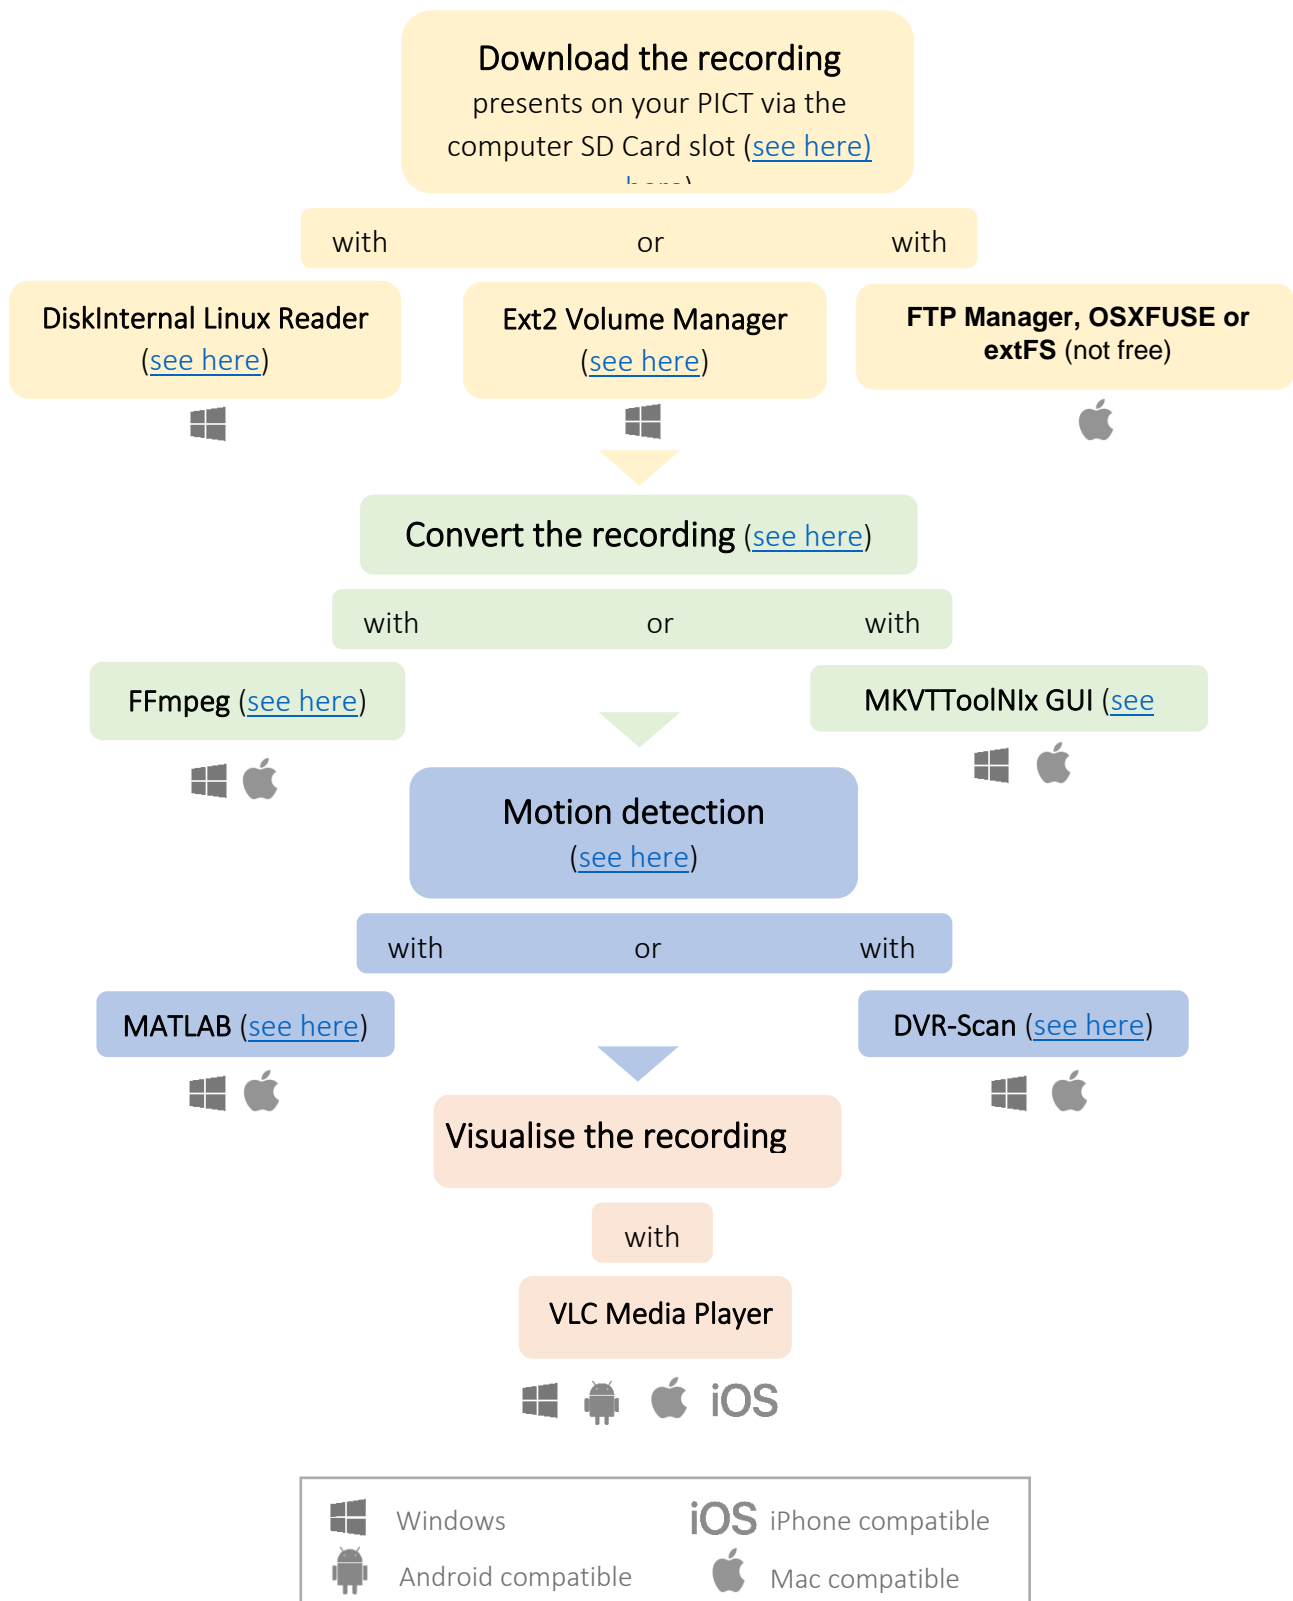 Download the recording
presents on your PICT via the
computer SD Card slot (see here)
here)
with or with
DiskInternal Linux Reader
(see here)
Ext2 Volume Manager
(see here)
FTP Manager, OSXFUSE or
extFS (not free)
Convert the recording (see here)
with or with
FFmpeg (see here)
MKVTToolNIx GUI (see
Motion detection
(see here)
with or with
MATLAB (see here)
DVR-Scan (see here)
Visualise the recording
with
VLC Media Player
iOS
Windows
iOS iPhone compatible
Android compatible
Mac compatible